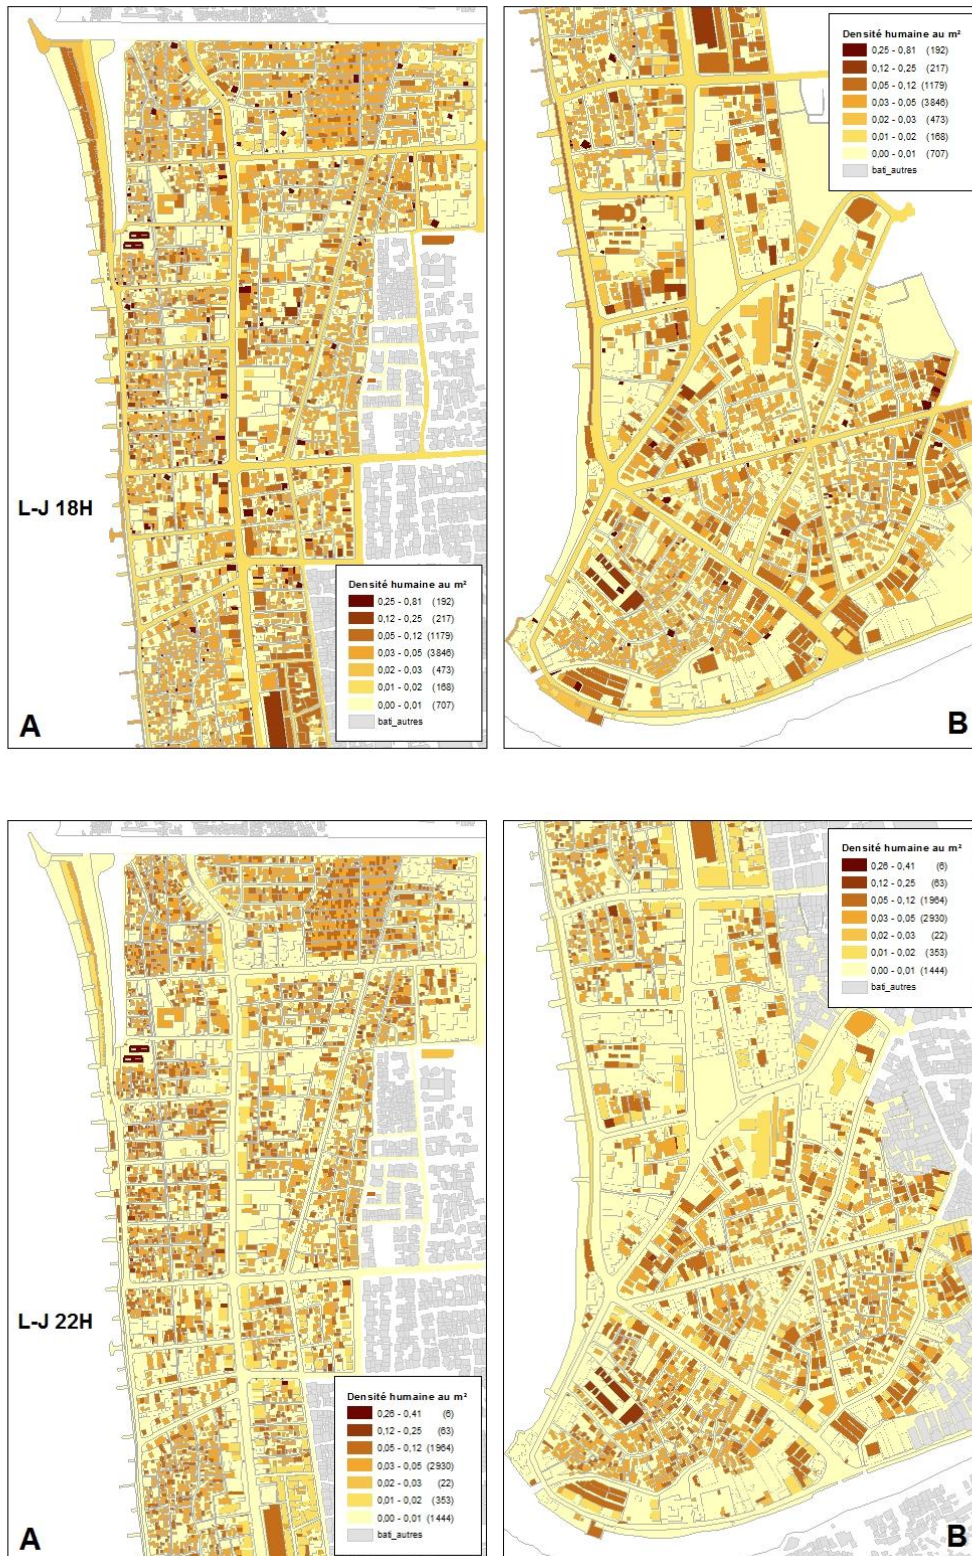 Densité humaine au m²
0,25 - 0,81 (192)
0,12 - 0,25 (217)
0,05 - 0,12 (1179)
0,03 - 0,05 (3846)
0,02 - 0,03 (473)
0,01 - 0,02 (168)
0,00 - 0,01 (707)
bati_autres
L-J 18H
Densité humaine au m²
0,25 - 0,81 (192)
0,12 - 0,25 (217)
0,05 - 0,12 (1179)
0,03 - 0,05 (3846)
0,02 - 0,03 (473)
0,01 - 0,02 (168)
0,00 - 0,01 (707)
bati_autres
A
B
Densité humaine au m²
0,26 - 0,41 (6)
0,12 - 0,25 (63)
0,05 - 0,12 (1964)
0,03 - 0,05 (2930)
0,02 - 0,03 (22)
0,01 - 0,02 (353)
0,00 - 0,01 (1444)
bati_autres
L-J 22H
Densité humaine au m²
0,26 - 0,41 (6)
0,12 - 0,25 (63)
0,05 - 0,12 (1964)
0,03 - 0,05 (2930)
0,02 - 0,03 (22)
0,01 - 0,02 (353)
0,00 - 0,01 (1444)
bati_autres
A
B